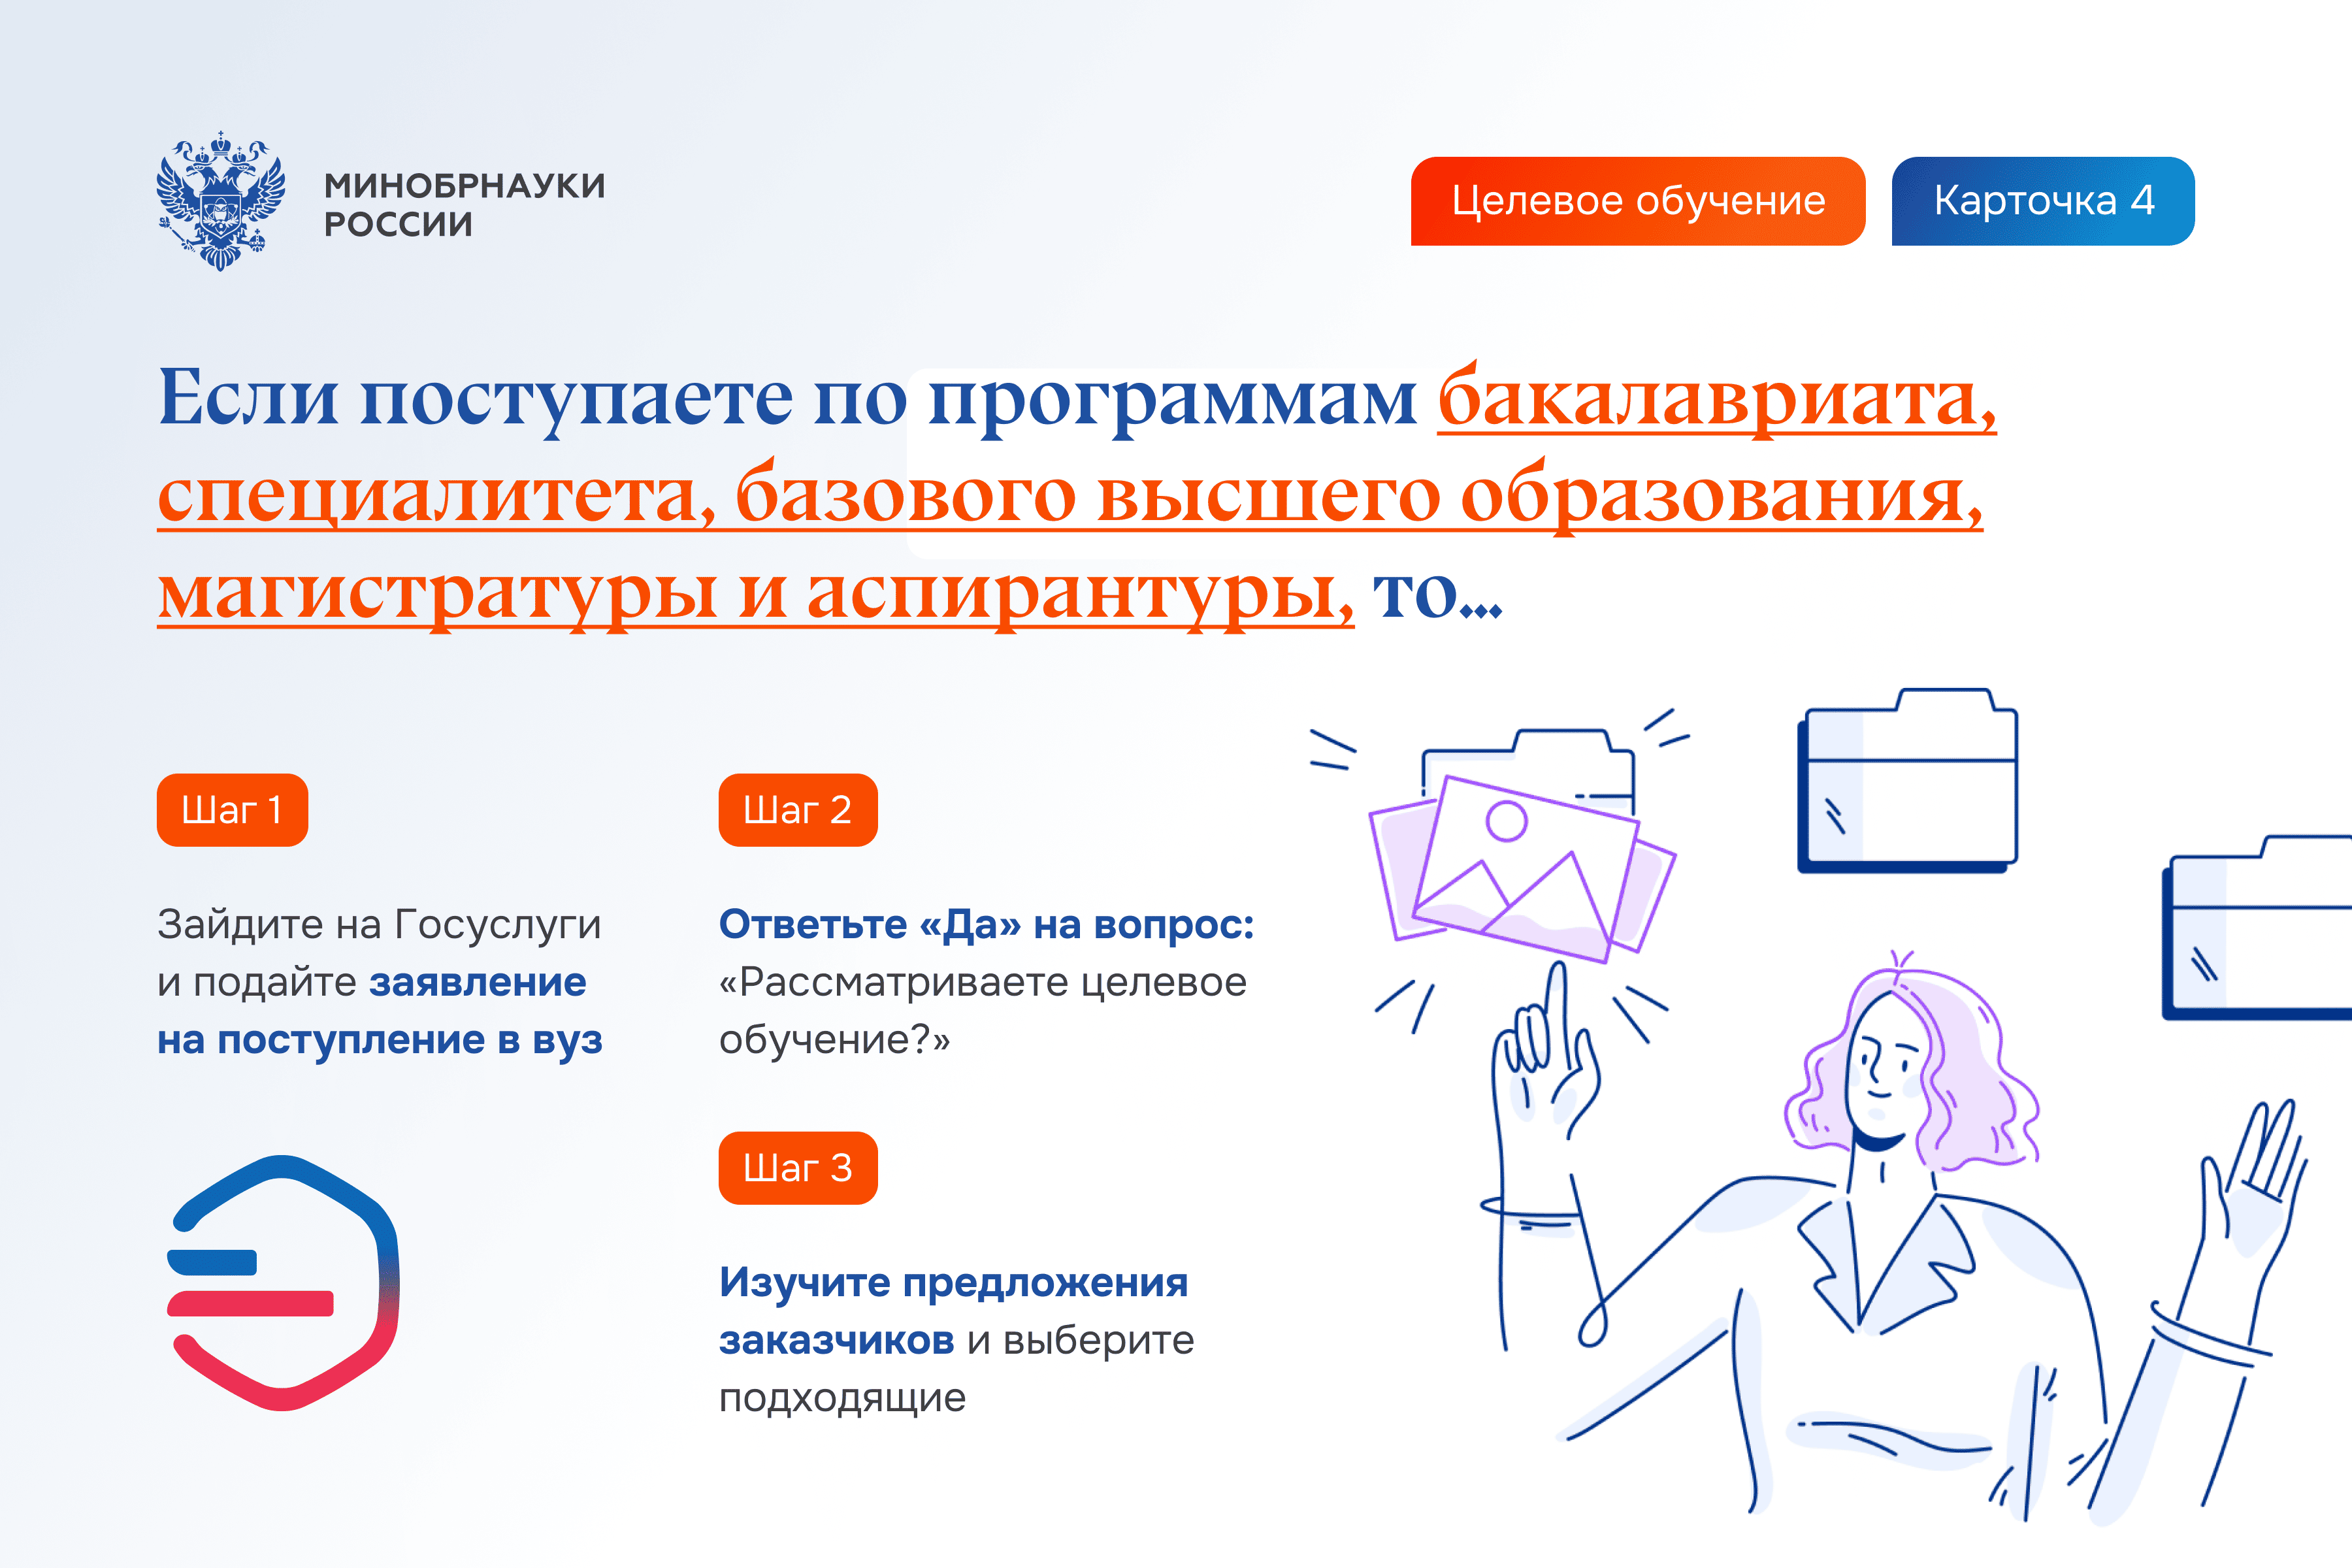 МИНОБРНАУКИ
РОССИИ
Целевое обучение
Карточка 4
Если поступаете по программам бакалавриата,
специалитета, базового высшего образования,
магистратуры и аспирантуры, то...
Шаг 1
Зайдите на Госуслуги
и подайте заявление
на поступление в вуз
Шаг 2
Ответьте «Да» на вопрос:
«Рассматриваете целевое
обучение?»
Шаг 3
Изучите предложения
заказчиков и выберите
подходящие